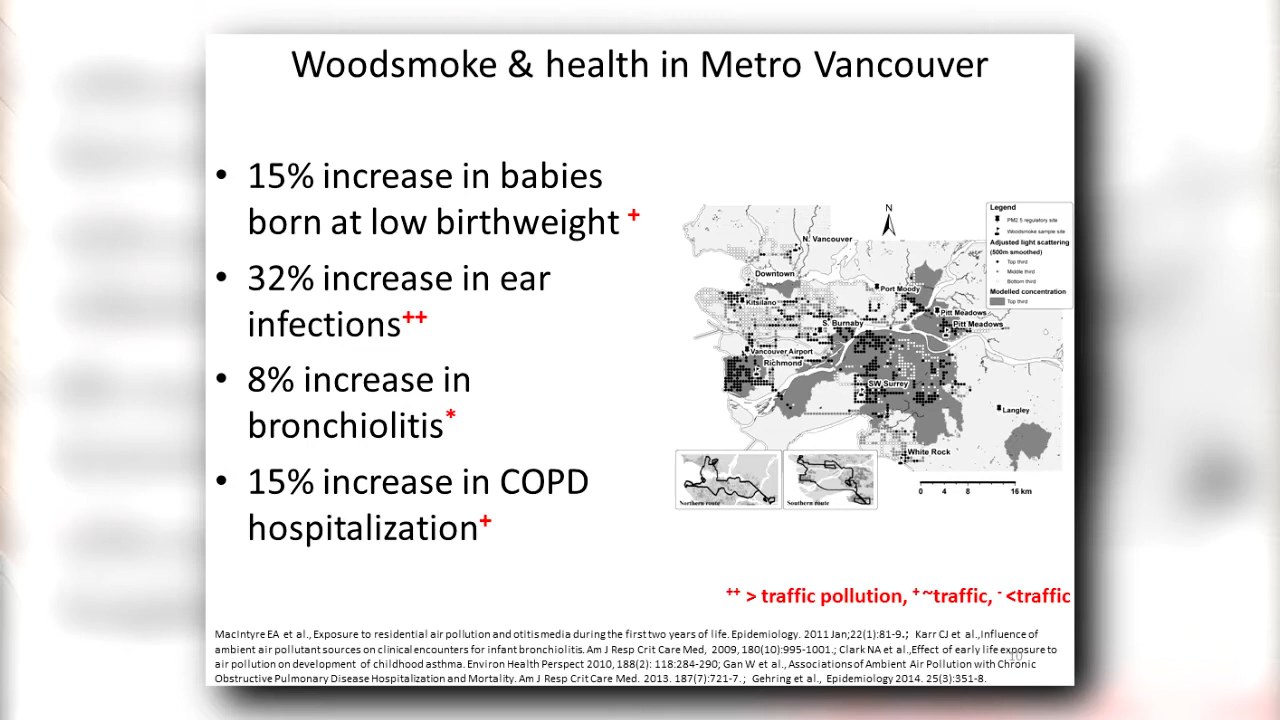 Woodsmoke & health in Metro Vancouver
• 15% increase in babies
born at low birthweight +
• 32% increase in ear
infections++
• 8% increase in
bronchiolitis*
• 15% increase in COPD
hospitalization+
N
N. Vancouver
Downtown
Kitsilano
Port Moody
Pitt Meadows
Pitt Meadows
S. Burnaby
Vancouver Airport
Richmond
SW Surrey
Langley
White Rock
Legend
PM2 5 regulatory site
Woodsmoke sample site
Adjusted light scattering
(500m smoothed)
Top third
Middle third
Bottom third
Modelled concentration
Top third
Northern route
Southern route
0 4 8 16 km
++ > traffic pollution, + ~traffic, - <traffic
MacIntyre EA et al., Exposure to residential air pollution and otitis media during the first two years of life. Epidemiology. 2011 Jan;22(1):81-9.; Karr CJ et al.,Influence of
ambient air pollutant sources on clinical encounters for infant bronchiolitis. Am J Resp Crit Care Med, 2009, 180(10):995-1001.; Clark NA et al.,Effect of early life exposure to
air pollution on development of childhood asthma. Environ Health Perspect 2010, 188(2): 118:284-290; Gan W et al., Associations of Ambient Air Pollution with Chronic
Obstructive Pulmonary Disease Hospitalization and Mortality. Am J Resp Crit Care Med. 2013. 187(7):721-7.; Gehring et al., Epidemiology 2014. 25(3):351-8.
10